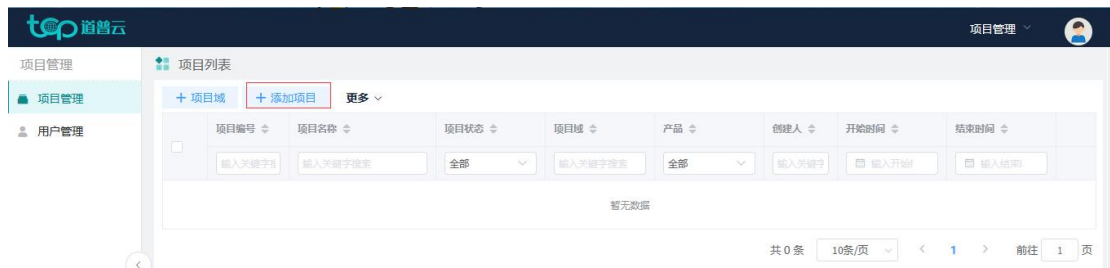 top 道普云
项目管理
项目管理
项目列表
项目管理
用户管理
+ 项目域 + 添加项目 更多
项目编号 项目名称 项目状态 项目域 产品 创建人 开始时间 结束时间
输入关键字搜 输入关键字搜索 全部 输入关键字搜索 全部 输入关键字 输入开始时 输入结束时
暂无数据
共 0 条 10条/页 < 1 > 前往 1 页